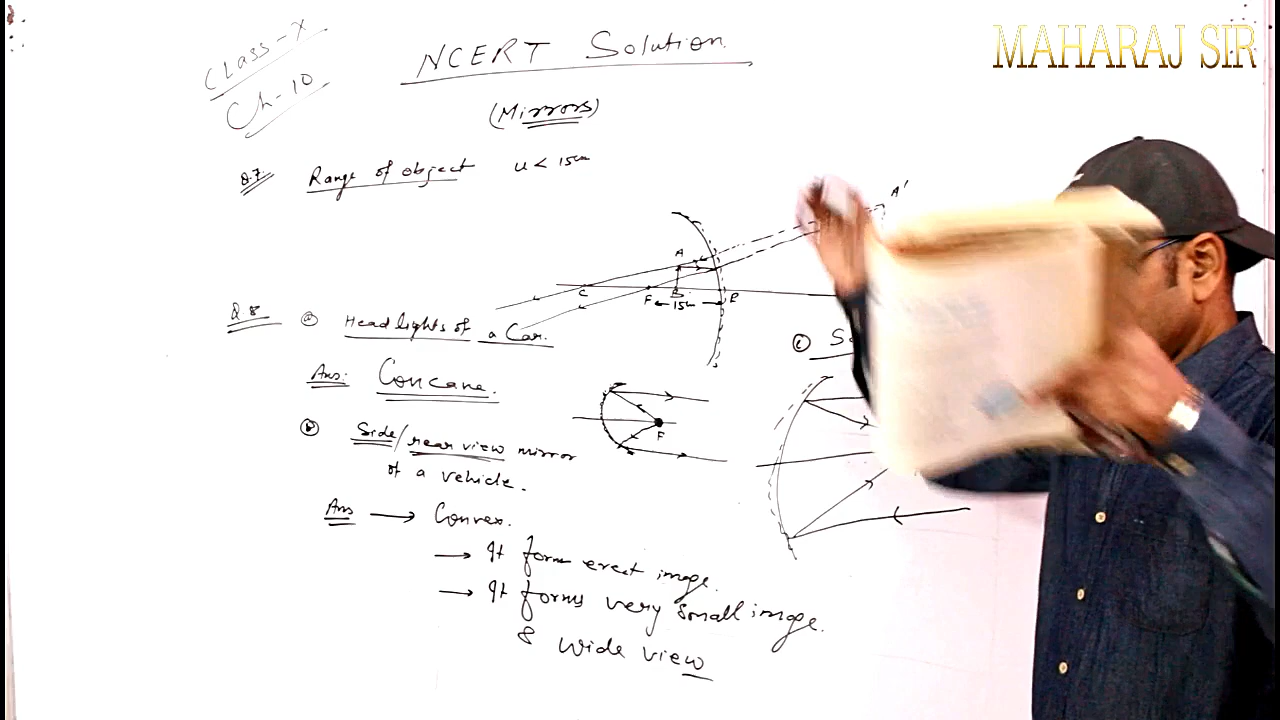 MAHARAJ SIR
Class-X
Ch-10
NCERT Solution
(Mirrors)
Q.7 Range of object u < 15cm
A'
A
C F B P
15cm
Q.8 (a) Headlights of a Car.
Ans: Concave.
F
(b) Side/rear view mirror
of a vehicle.
Ans → Convex.
→ It forms erect image.
→ It forms very small image.
& wide view
(c)